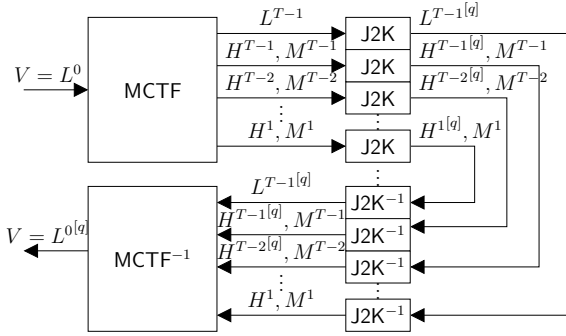 L^{T−1} J2K L^{T−1^{[q]}}
H^{T−1}, M^{T−1} J2K H^{T−1^{[q]}}, M^{T−1}
V = L^0 MCTF H^{T−2}, M^{T−2} J2K H^{T−2^{[q]}}, M^{T−2}
⋮ ⋮
H^1, M^1 J2K H^{1^{[q]}}, M^1
⋮
L^{T−1^{[q]}} J2K^{−1}
H^{T−1^{[q]}}, M^{T−1} J2K^{−1}
V = L^{0^{[q]}} MCTF^{−1} H^{T−2^{[q]}}, M^{T−2} J2K^{−1}
⋮ ⋮
H^1, M^1 J2K^{−1}